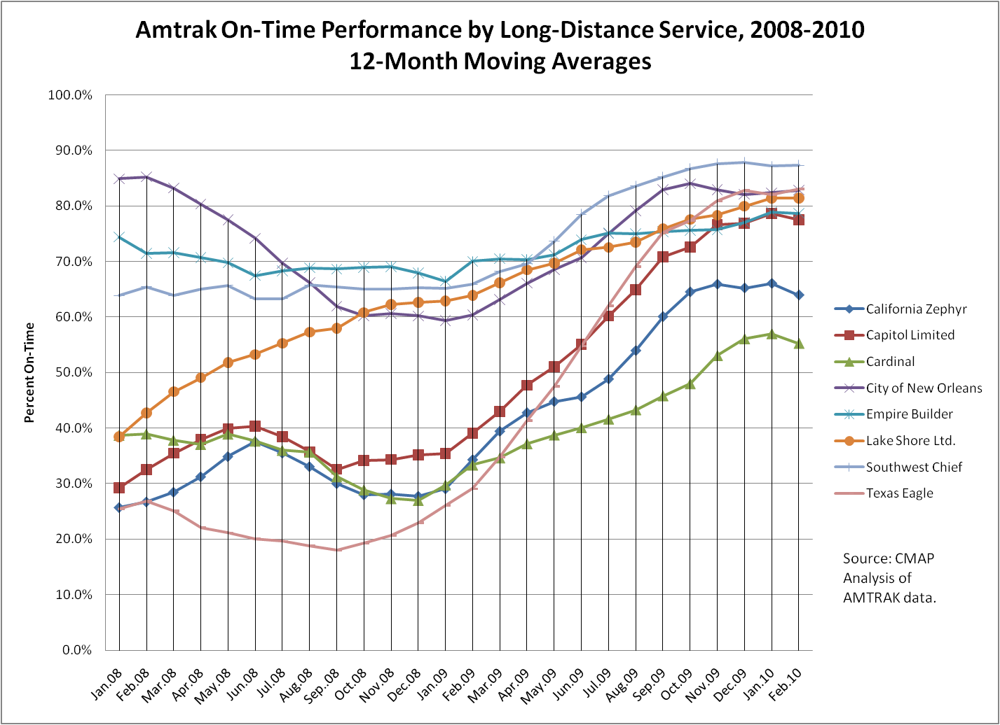 Amtrak On-Time Performance by Long-Distance Service, 2008-2010
12-Month Moving Averages
Percent On-Time
100.0%
90.0%
80.0%
70.0%
60.0%
50.0%
40.0%
30.0%
20.0%
10.0%
0.0%
Jan.08
Feb.08
Mar.08
Apr.08
May.08
Jun.08
Jul.08
Aug.08
Sep.08
Oct.08
Nov.08
Dec.08
Jan.09
Feb.09
Mar.09
Apr.09
May.09
Jun.09
Jul.09
Aug.09
Sep.09
Oct.09
Nov.09
Dec.09
Jan.10
Feb.10
California Zephyr
Capitol Limited
Cardinal
City of New Orleans
Empire Builder
Lake Shore Ltd.
Southwest Chief
Texas Eagle
Source: CMAP
Analysis of
AMTRAK data.